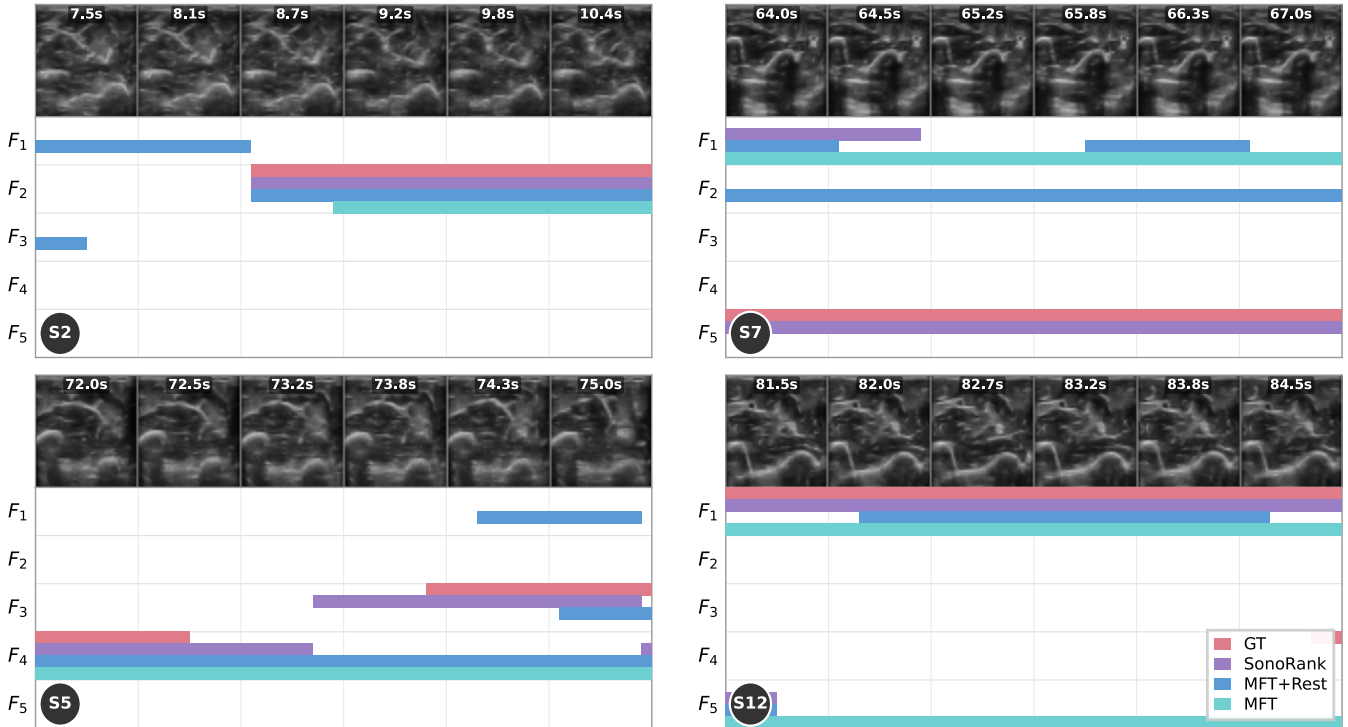 7.5s 8.1s 8.7s 9.2s 9.8s 10.4s
F1
F2
F3
F4
F5
S2
64.0s 64.5s 65.2s 65.8s 66.3s 67.0s
F1
F2
F3
F4
F5
S7
72.0s 72.5s 73.2s 73.8s 74.3s 75.0s
F1
F2
F3
F4
F5
S5
81.5s 82.0s 82.7s 83.2s 83.8s 84.5s
F1
F2
F3
F4
F5
S12
GT
SonoRank
MFT+Rest
MFT